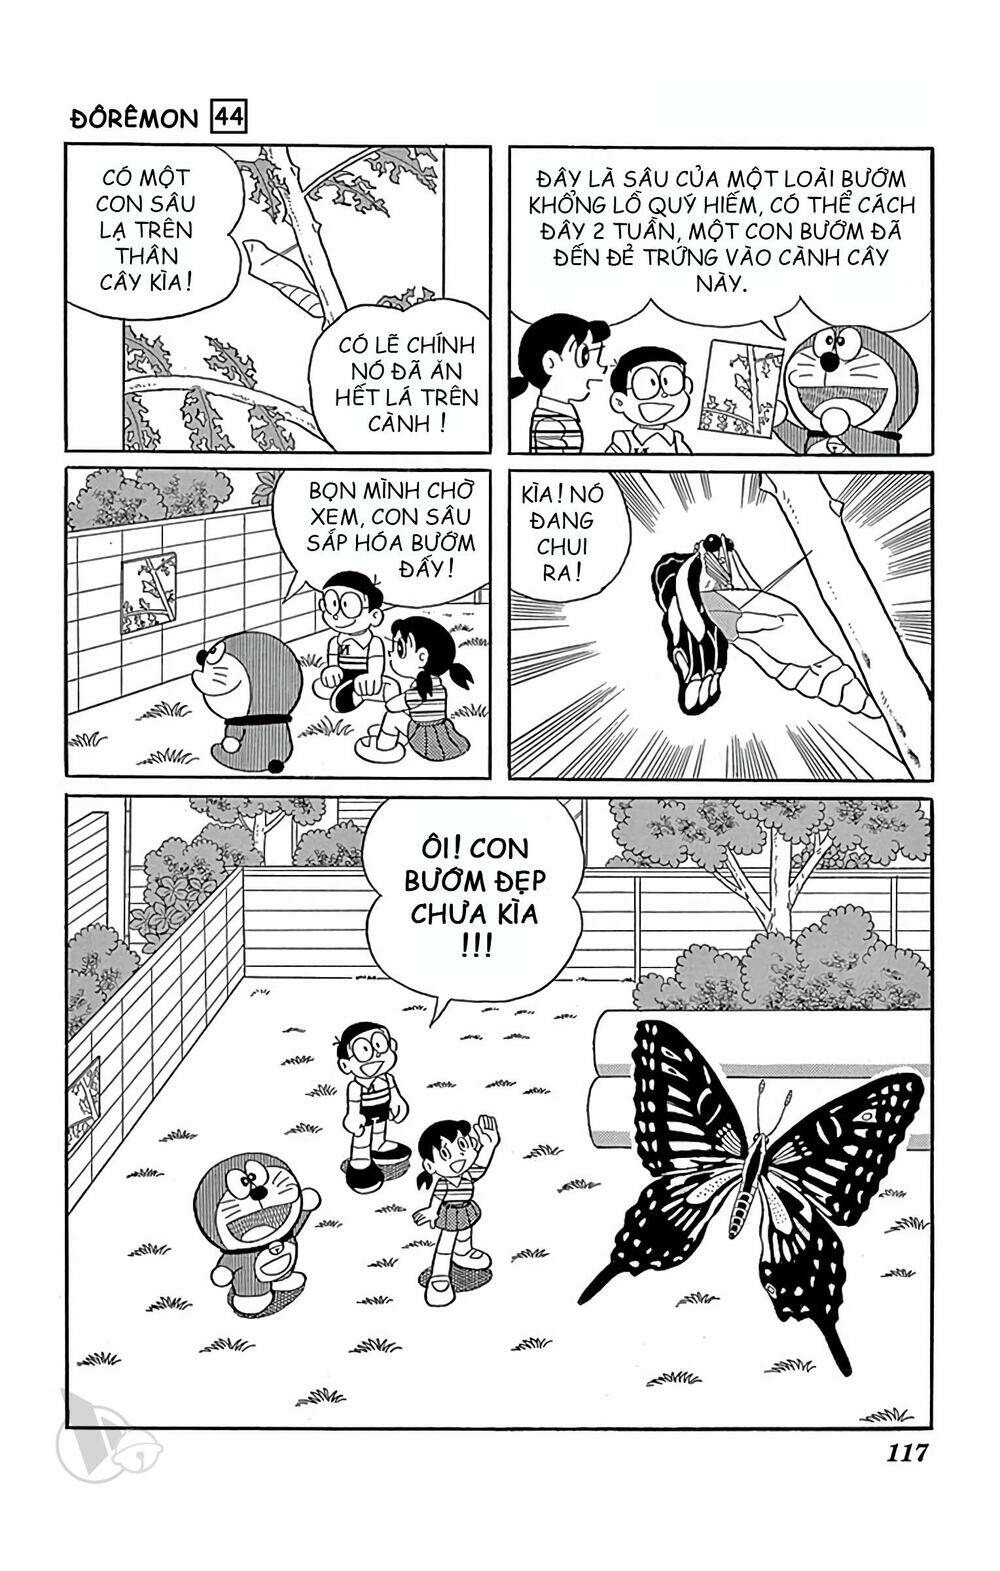 ĐÔRÊMON 44
CÓ MỘT
CON SÂU
LẠ TRÊN
THÂN
CÂY KÌA!
CÓ LẼ CHÍNH
NÓ ĐÃ ĂN
HẾT LÁ TRÊN
CÀNH !
ĐÂY LÀ SÂU CỦA MỘT LOÀI BƯỚM
KHỔNG LỒ QUÝ HIẾM, CÓ THỂ CÁCH
ĐÂY 2 TUẦN, MỘT CON BƯỚM ĐÃ
ĐẾN ĐẺ TRỨNG VÀO CÀNH CÂY
NÀY.
BỌN MÌNH CHỜ
XEM, CON SÂU
SẮP HÓA BƯỚM
ĐẤY!
KÌA! NÓ
ĐANG
CHUI
RA!
ÔI! CON
BƯỚM ĐẸP
CHƯA KÌA
!!!
117